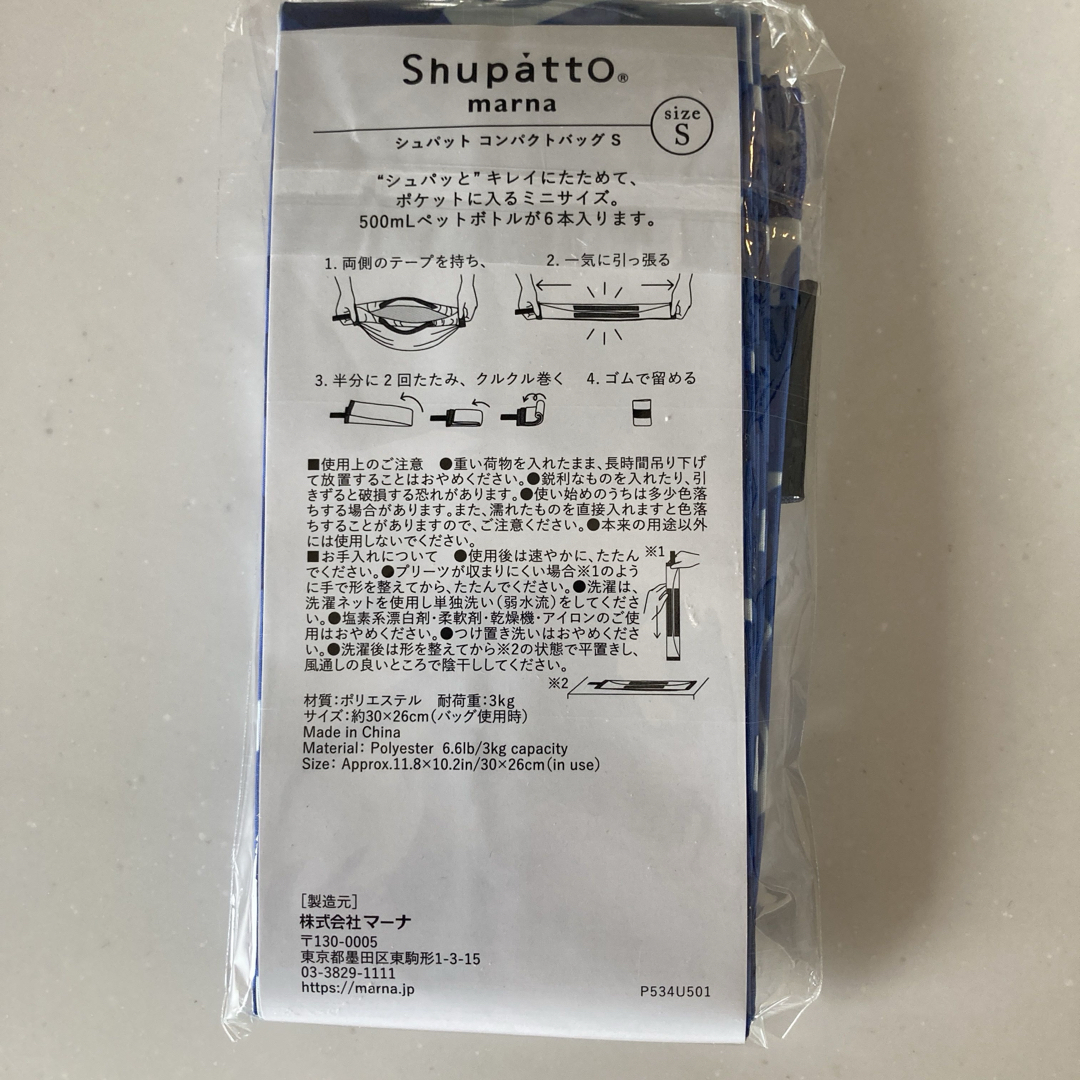 Shupatto®
marna
size
S
シュパット コンパクトバッグ S
“シュパッと” キレイにたためて、
ポケットに入るミニサイズ。
500mLペットボトルが6本入ります。
1. 両側のテープを持ち、
2. 一気に引っ張る
3. 半分に2回たたみ、クルクル巻く
4. ゴムで留める
■使用上のご注意 ●重い荷物を入れたまま、長時間吊り下げ
て放置することはおやめください。●鋭利なものを入れたり、引
きずると破損する恐れがあります。●使い始めのうちは多少色落
ちする場合があります。また、濡れたものを直接入れますと色落
ちすることがありますので、ご注意ください。●本来の用途以外
には使用しないでください。
■お手入れについて ●使用後は速やかに、たたん
でください。●プリーツが収まりにくい場合※1のよう
に手で形を整えてから、たたんでください。●洗濯は、
洗濯ネットを使用し単独洗い(弱水流)をしてくださ
い。●塩素系漂白剤・柔軟剤・乾燥機・アイロンのご使
用はおやめください。●つけ置き洗いはおやめくださ
い。●洗濯後は形を整えてから※2の状態で平置きし、
風通しの良いところで陰干ししてください。
※1
※2
材質:ポリエステル 耐荷重:3kg
サイズ:約30×26cm(バッグ使用時)
Made in China
Material: Polyester 6.6lb/3kg capacity
Size: Approx.11.8×10.2in/30×26cm(in use)
[製造元]
株式会社マーナ
〒130-0005
東京都墨田区東駒形1-3-15
03-3829-1111
https://marna.jp
P534U501